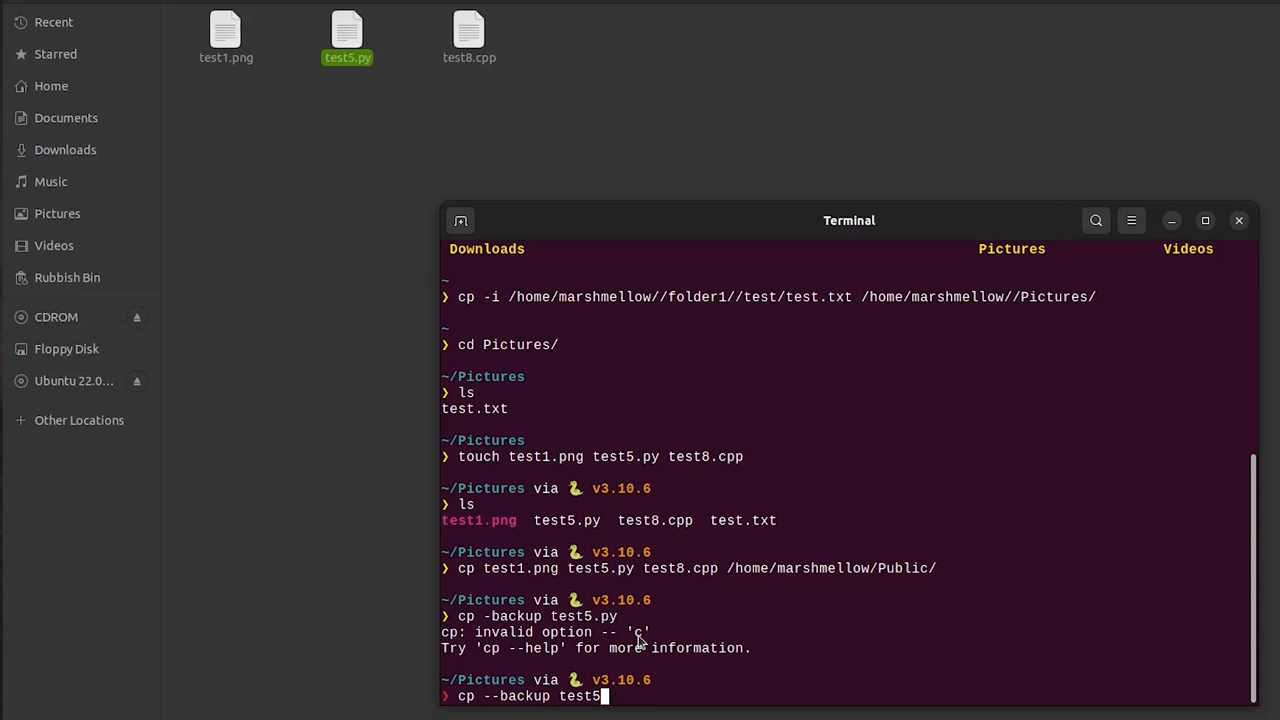 Recent
Starred
Home
Documents
Downloads
Music
Pictures
Videos
Rubbish Bin
CDROM
Floppy Disk
Ubuntu 22.0...
Other Locations
test1.png
test5.py
test8.cpp
Terminal
Downloads Pictures Videos
~
❯ cp -i /home/marshmellow//folder1//test/test.txt /home/marshmellow//Pictures/
~
❯ cd Pictures/
~/Pictures
❯ ls
test.txt
~/Pictures
❯ touch test1.png test5.py test8.cpp
~/Pictures via 🐍 v3.10.6
❯ ls
test1.png test5.py test8.cpp test.txt
~/Pictures via 🐍 v3.10.6
❯ cp test1.png test5.py test8.cpp /home/marshmellow/Public/
~/Pictures via 🐍 v3.10.6
❯ cp -backup test5.py
cp: invalid option -- 'c'
Try 'cp --help' for more information.
~/Pictures via 🐍 v3.10.6
❯ cp --backup test5